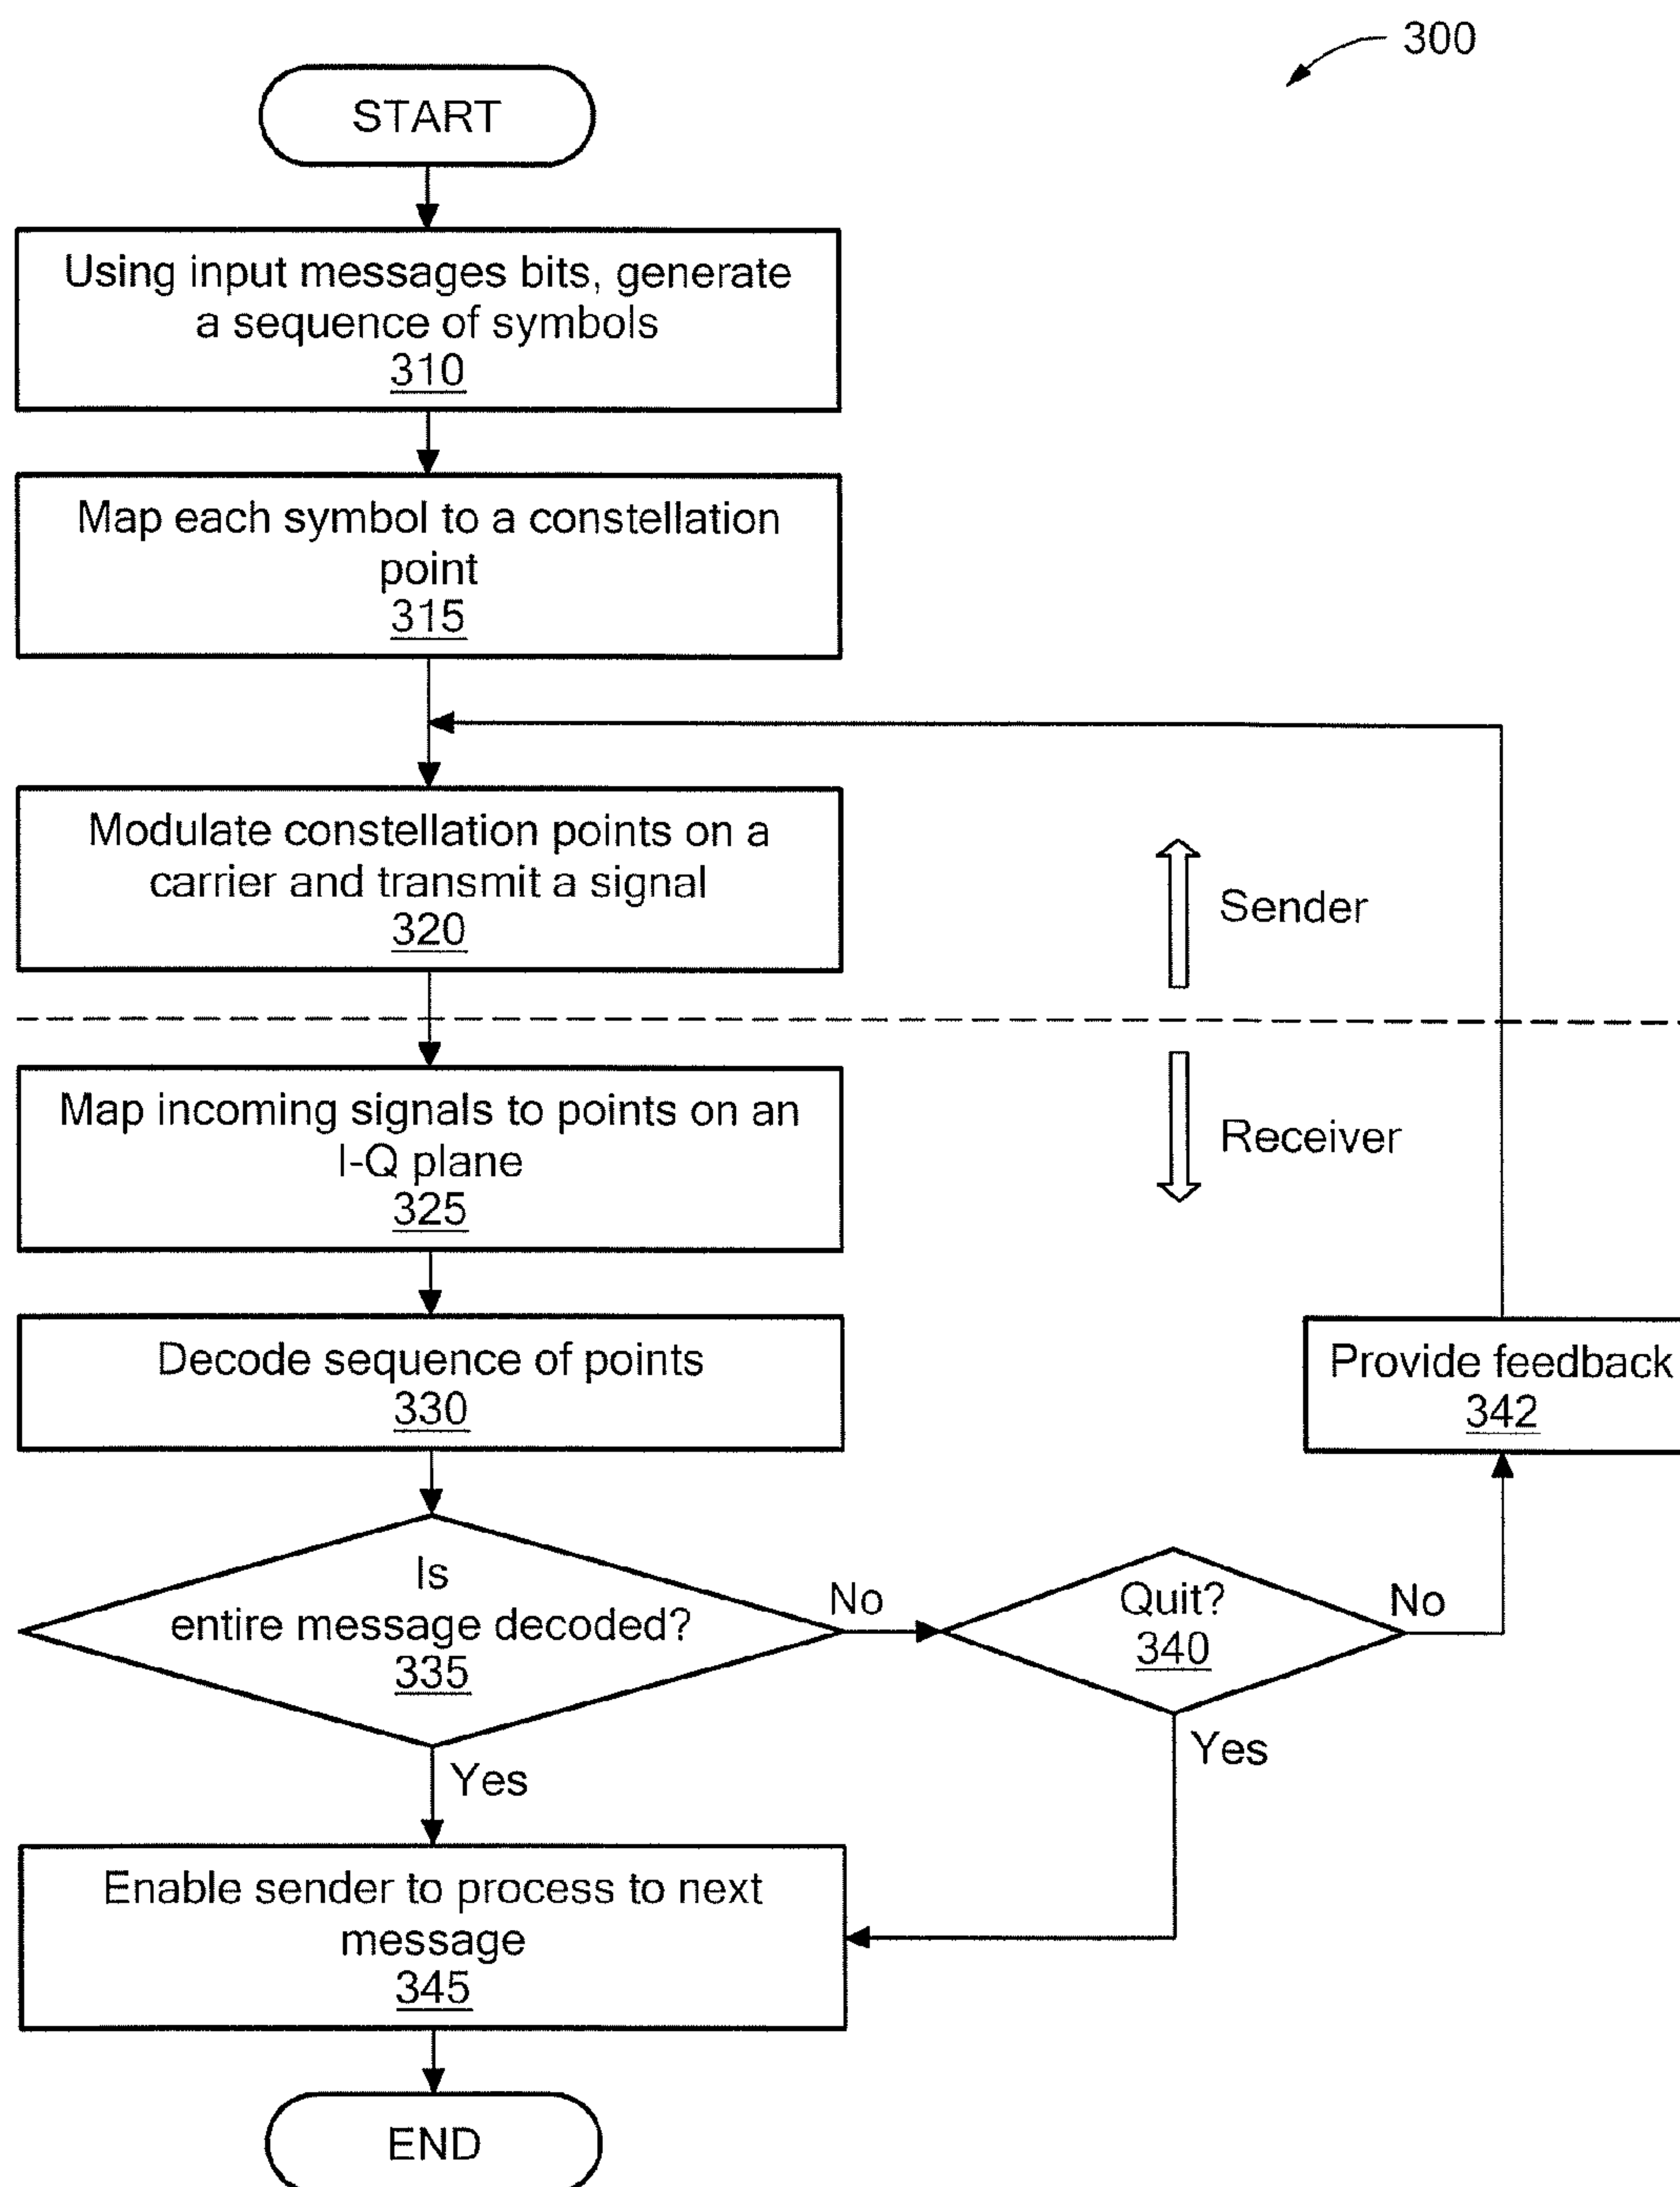 300
START
Using input messages bits, generate
a sequence of symbols
310
Map each symbol to a constellation
point
315
Modulate constellation points on a
carrier and transmit a signal
320
Sender
Map incoming signals to points on an
I-Q plane
325
Receiver
Decode sequence of points
330
Provide feedback
342
Is
entire message decoded?
335
No
Quit?
340
No
Yes
Yes
Enable sender to process to next
message
345
END